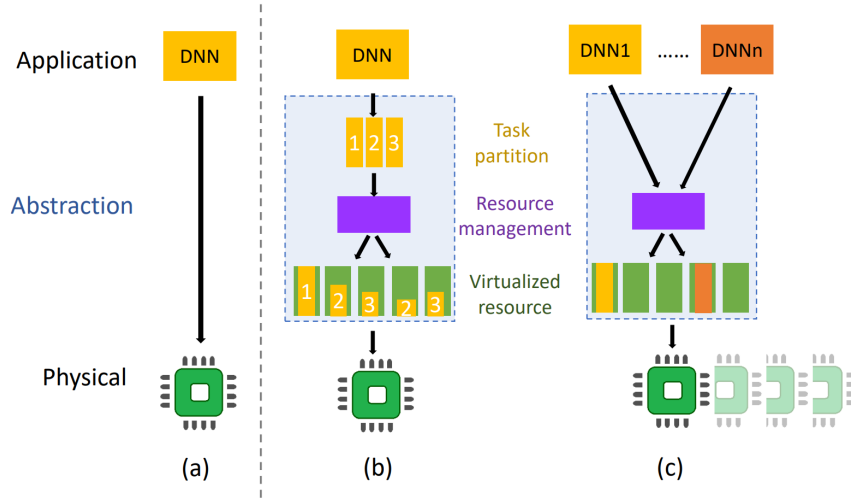 Application
DNN
DNN
DNN1
......
DNNn
1 2 3
Task
partition
Abstraction
Resource
management
1 2 3 2 3
Virtualized
resource
Physical
(a)
(b)
(c)